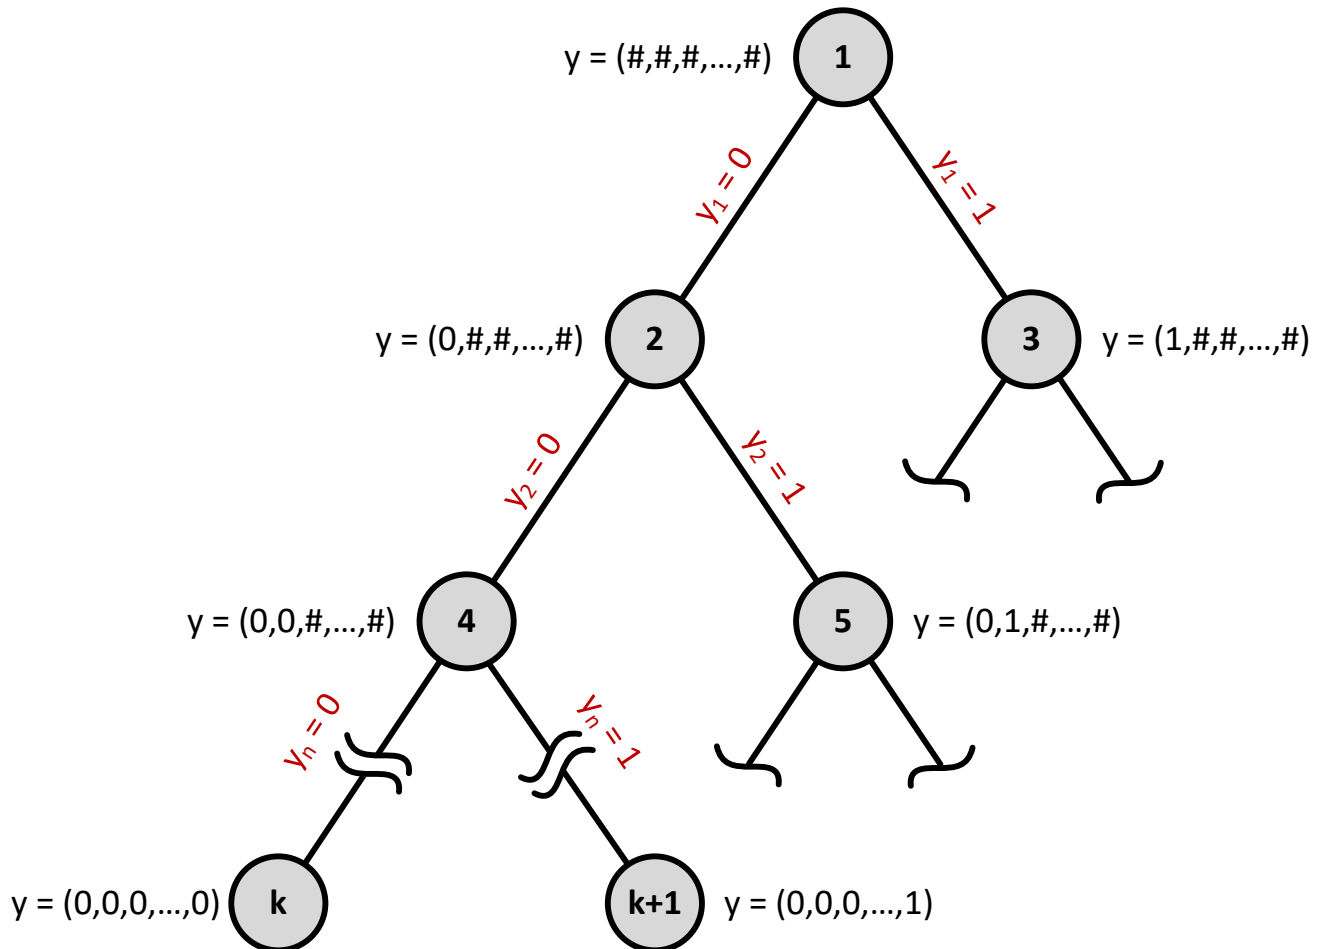 y = (#,#,#,...,#)
1
y₁ = 0
y₁ = 1
y = (0,#,#,...,#)
2
3
y = (1,#,#,...,#)
y₂ = 0
y₂ = 1
y = (0,0,#,...,#)
4
5
y = (0,1,#,...,#)
yₙ = 0
yₙ = 1
y = (0,0,0,...,0)
k
k+1
y = (0,0,0,...,1)